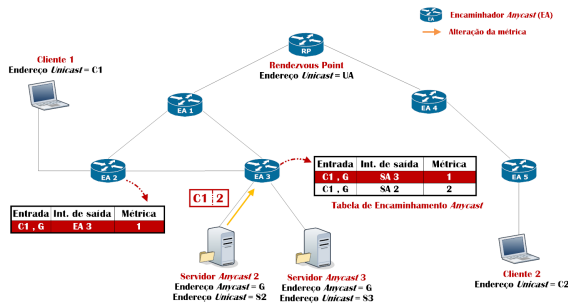 EA
Encaminhador Anycast (EA)
Alteração da métrica
RP
Rendezvous Point
Endereço Unicast = UA
Cliente 1
Endereço Unicast = C1
EA 1
EA 4
EA 2
EA 3
EA 5
Entrada Int. de saída Métrica
C1 , G SA 3 1
C1 , G SA 2 2
Tabela de Encaminhamento Anycast
C1 2
Entrada Int. de saída Métrica
C1 , G EA 3 1
Servidor Anycast 2
Endereço Anycast = G
Endereço Unicast = S2
Servidor Anycast 3
Endereço Anycast = G
Endereço Unicast = S3
Cliente 2
Endereço Unicast = C2